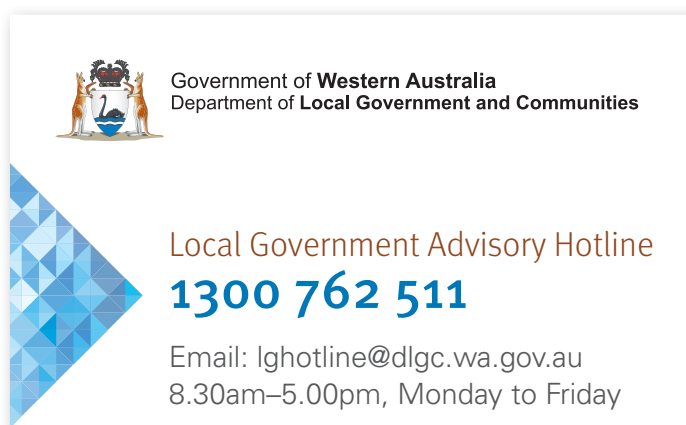 Government of Western Australia
Department of Local Government and Communities
Local Government Advisory Hotline
1300 762 511
Email: lghotline@dlgc.wa.gov.au
8.30am–5.00pm, Monday to Friday